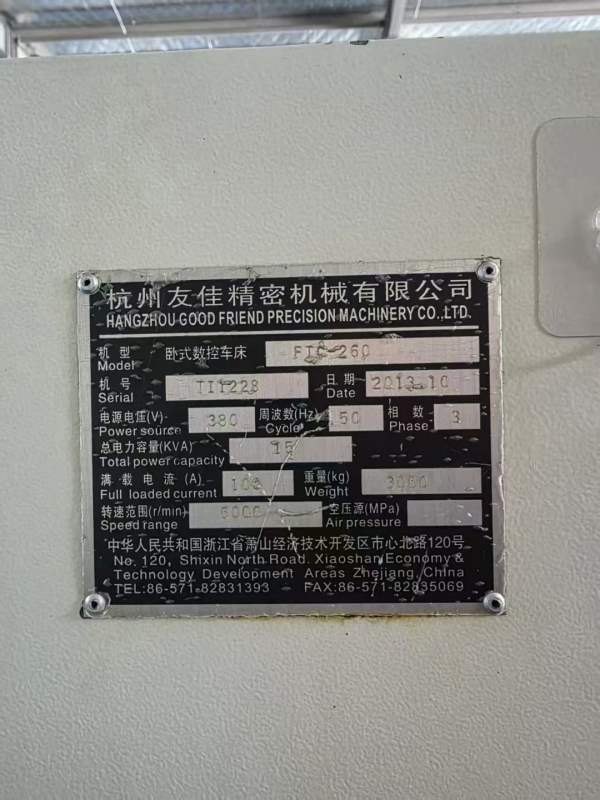 杭州友佳精密机械有限公司
HANGZHOU GOOD FRIEND PRECISION MACHINERY CO.,LTD.
机型 卧式数控车床 FTC-260
Model
机号 TI1228 日期 2013.10
Serial Date
电源电压(V) 380 周波数(Hz) 50 相数 3
Power source Cycle Phase
总电力容量(KVA) 15
Total power capacity
满载电流(A) 重量(kg)
Full loaded current Weight
转速范围(r/min) 6000 空压源(MPa)
Speed range Air pressure
中华人民共和国浙江省萧山经济技术开发区市心北路120号
No. 120, Shixin North Road. Xiaoshan Economy &
Technology Development Areas Zhejiang, China
TEL:86-571-82831393 FAX:86-571-82835069